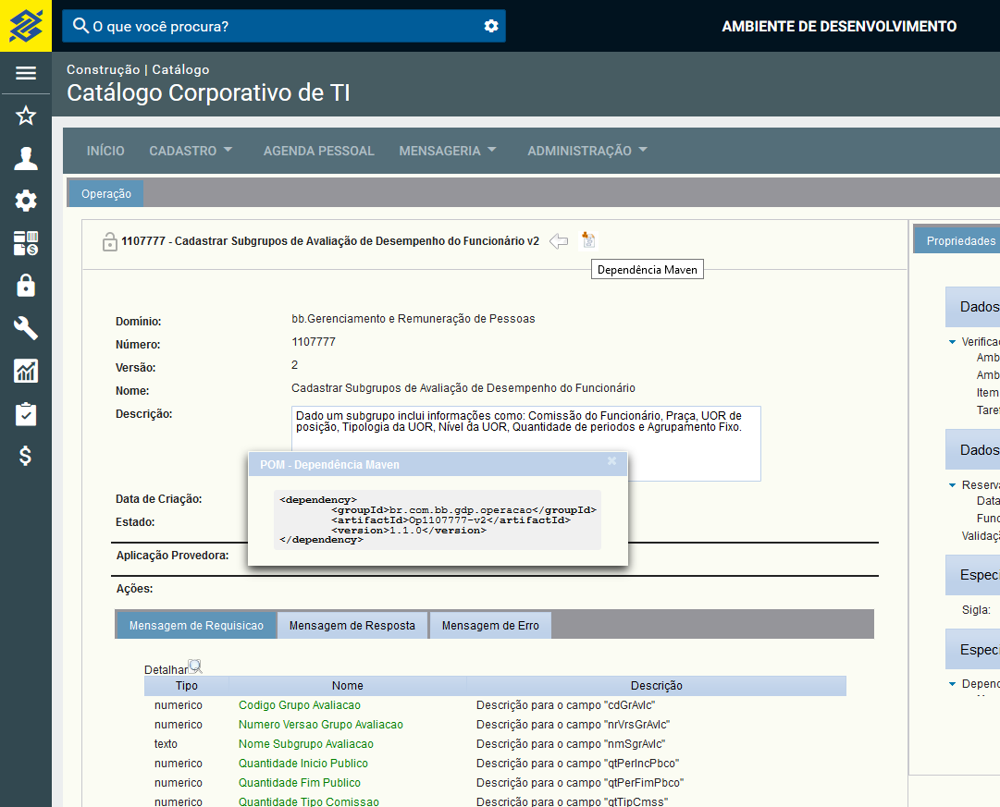 O que você procura?
AMBIENTE DE DESENVOLVIMENTO
Construção | Catálogo
Catálogo Corporativo de TI
INÍCIO CADASTRO AGENDA PESSOAL MENSAGERIA ADMINISTRAÇÃO
Operação
1107777 - Cadastrar Subgrupos de Avaliação de Desempenho do Funcionário v2
Dependência Maven
Domínio: bb.Gerenciamento e Remuneração de Pessoas
Número: 1107777
Versão: 2
Nome: Cadastrar Subgrupos de Avaliação de Desempenho do Funcionário
Descrição: Dado um subgrupo inclui informações como: Comissão do Funcionário, Praça, UOR de
posição, Tipologia da UOR, Nível da UOR, Quantidade de periodos e Agrupamento Fixo.
POM - Dependência Maven
<dependency>
<groupId>br.com.bb.gdp.operacao</groupId>
<artifactId>Op1107777-v2</artifactId>
<version>1.1.0</version>
</dependency>
Data de Criação:
Estado:
Aplicação Provedora:
Ações:
Mensagem de Requisicao Mensagem de Resposta Mensagem de Erro
Detalhar
Tipo Nome Descrição
numerico Codigo Grupo Avaliacao Descrição para o campo "cdGrAvlc"
numerico Numero Versao Grupo Avaliacao Descrição para o campo "nrVrsGrAvlc"
texto Nome Subgrupo Avaliacao Descrição para o campo "nmSgrAvlc"
numerico Quantidade Inicio Publico Descrição para o campo "qtPerIncPbco"
numerico Quantidade Fim Publico Descrição para o campo "qtPerFimPbco"
numerico Quantidade Tipo Comissao Descrição para o campo "qtTipCmss"
Propriedades
Dados
Verifica
Amb
Amb
Item
Tare
Dados
Reserv
Data
Func
Validaç
Especi
Sigla:
Especi
Depend